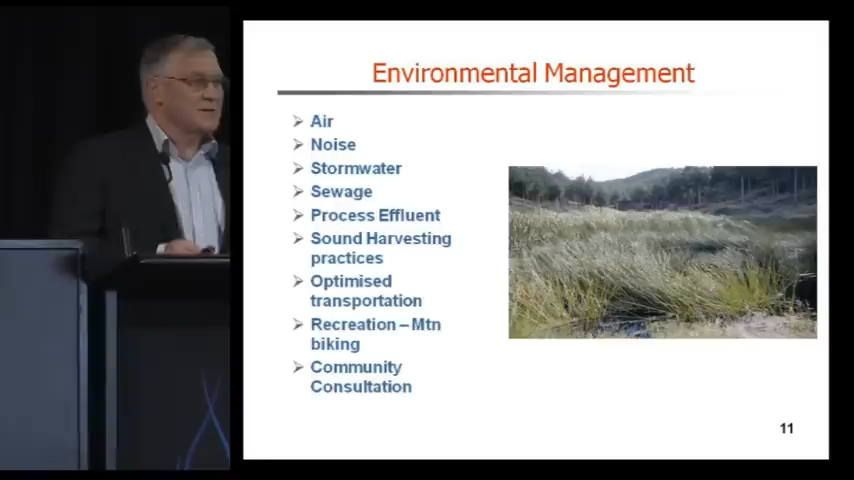 Environmental Management
Air
Noise
Stormwater
Sewage
Process Effluent
Sound Harvesting
practices
Optimised
transportation
Recreation – Mtn
biking
Community
Consultation
11